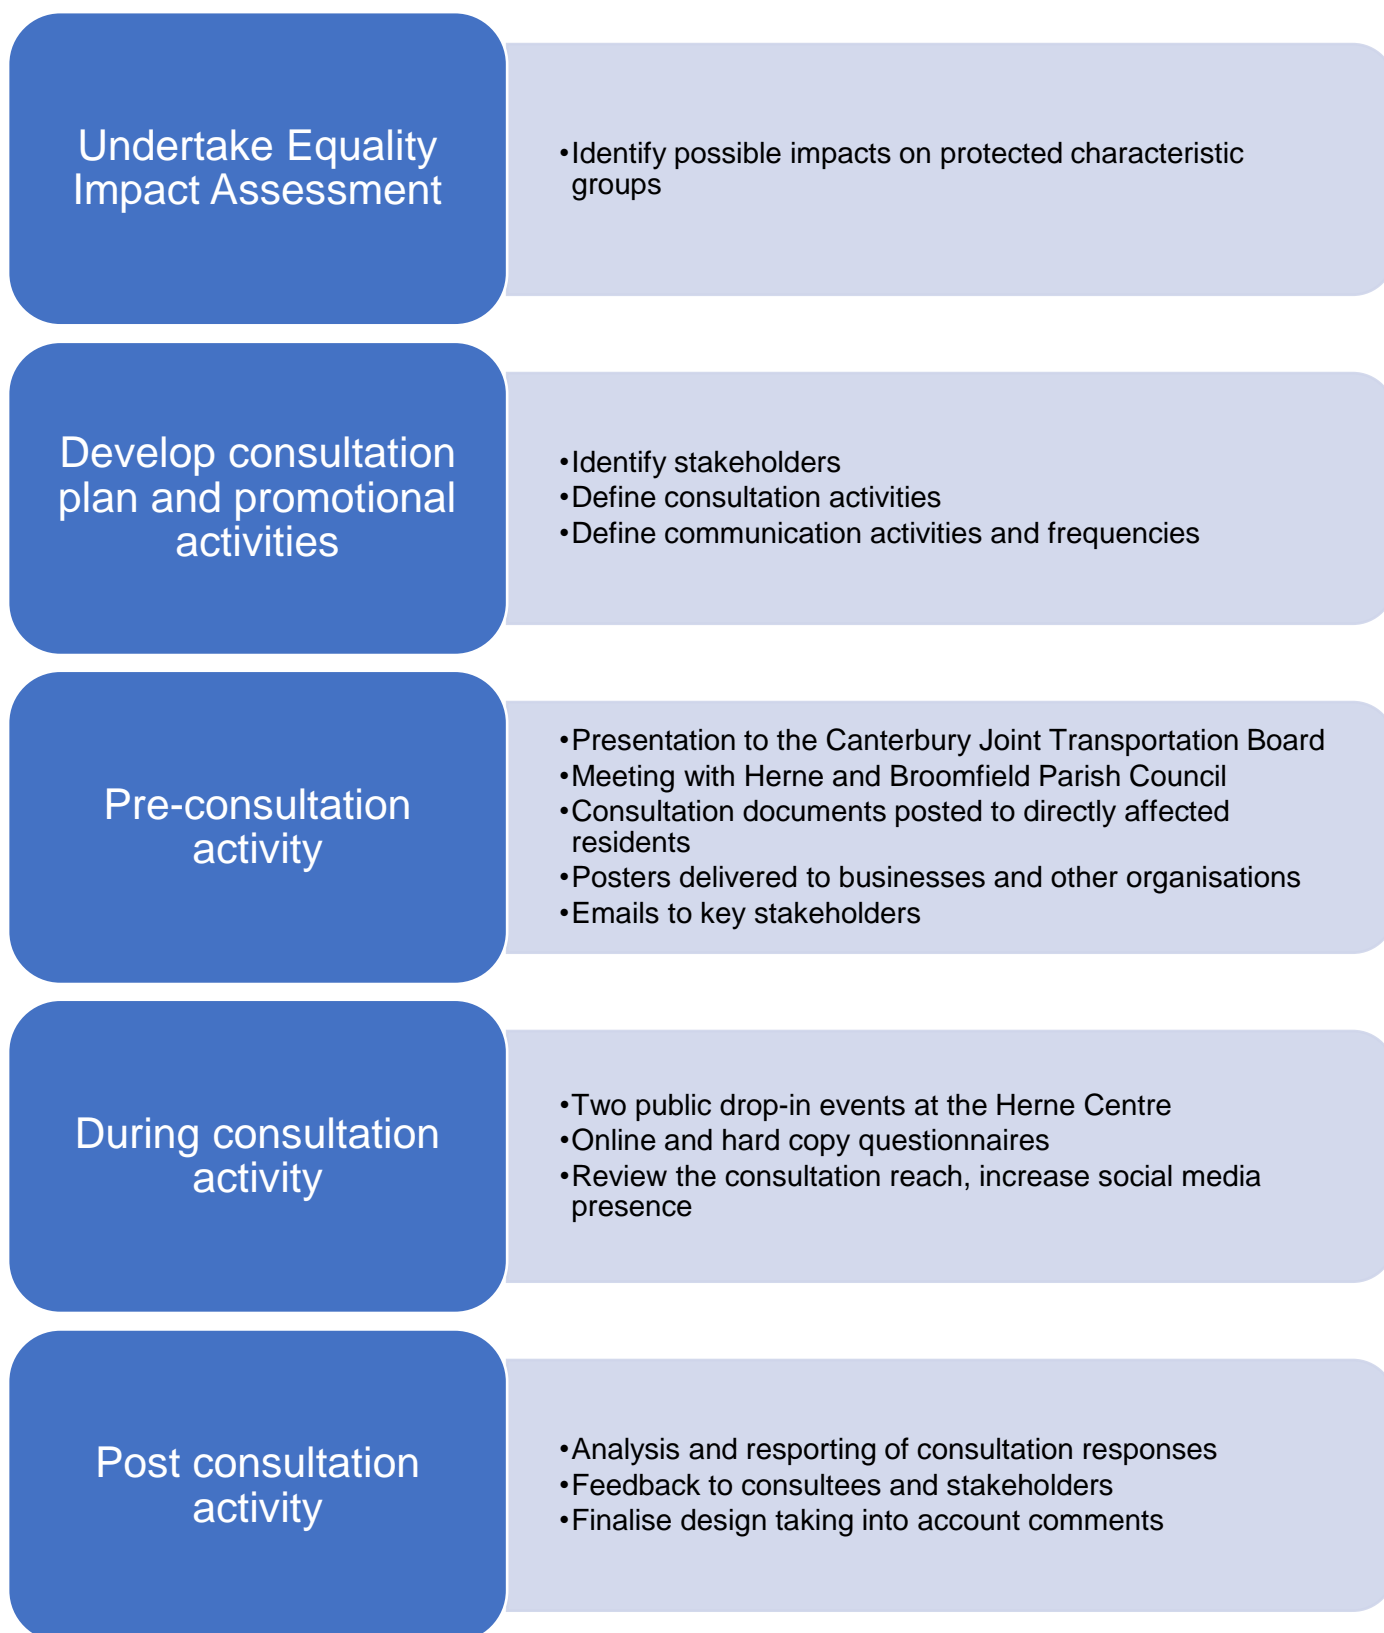 Undertake Equality
Impact Assessment
•Identify possible impacts on protected characteristic
groups
Develop consultation
plan and promotional
activities
•Identify stakeholders
•Define consultation activities
•Define communication activities and frequencies
Pre-consultation
activity
•Presentation to the Canterbury Joint Transportation Board
•Meeting with Herne and Broomfield Parish Council
•Consultation documents posted to directly affected
residents
•Posters delivered to businesses and other organisations
•Emails to key stakeholders
During consultation
activity
•Two public drop-in events at the Herne Centre
•Online and hard copy questionnaires
•Review the consultation reach, increase social media
presence
Post consultation
activity
•Analysis and resporting of consultation responses
•Feedback to consultees and stakeholders
•Finalise design taking into account comments